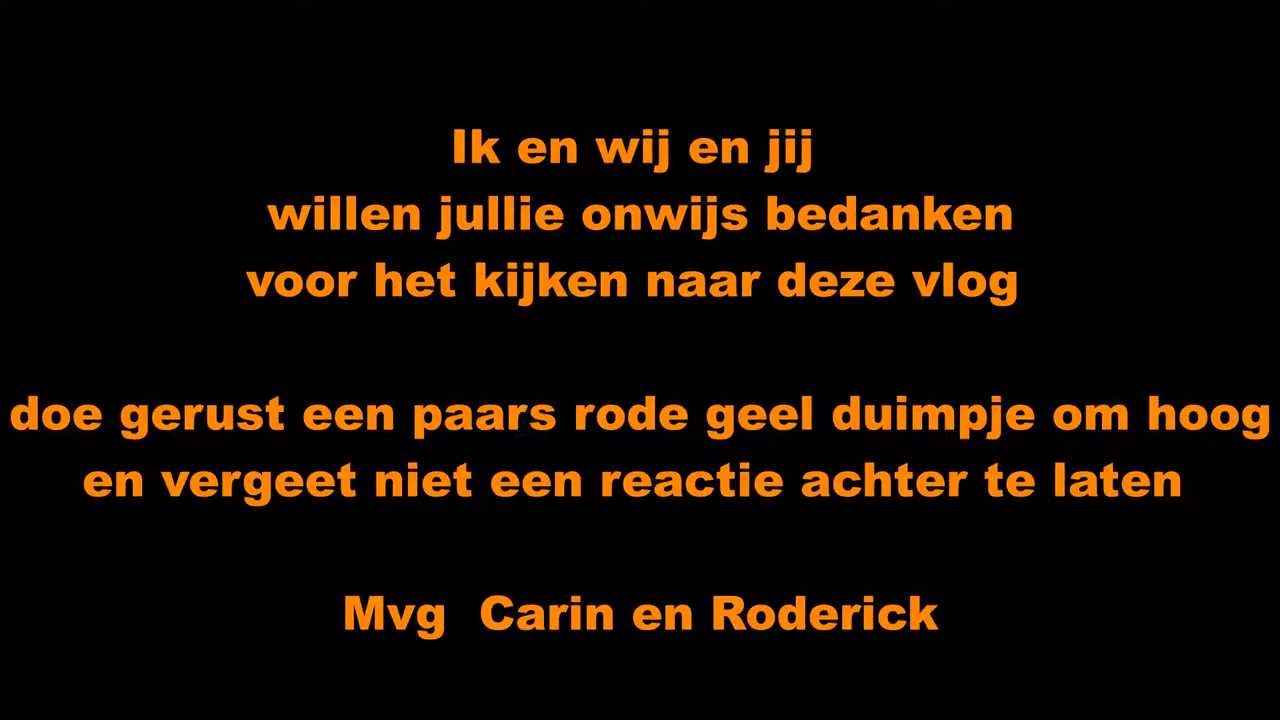 Ik en wij en jij
willen jullie onwijs bedanken
voor het kijken naar deze vlog
doe gerust een paars rode geel duimpje om hoog
en vergeet niet een reactie achter te laten
Mvg  Carin en Roderick